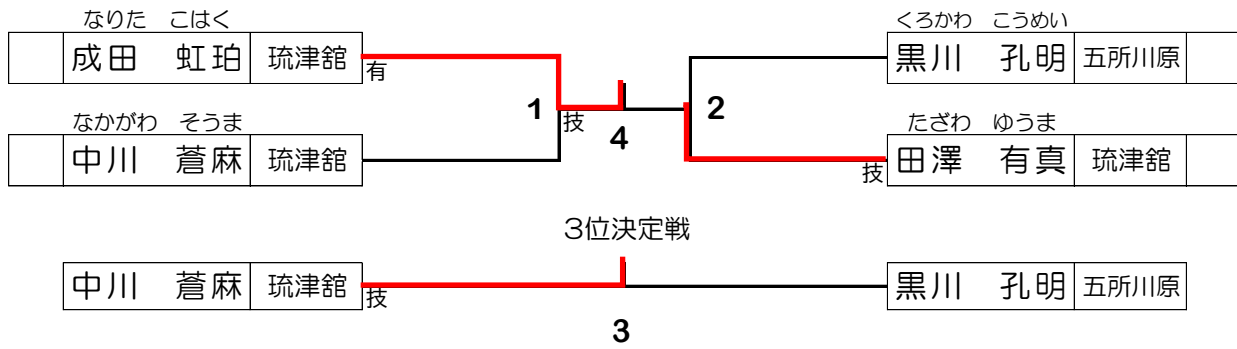 なりた こはく
成田 虹珀 琉津舘
有
なかがわ そうま
中川 蒼麻 琉津舘
1
技
4
2
くろかわ こうめい
黒川 孔明 五所川原
たざわ ゆうま
技
田澤 有真 琉津舘
3位決定戦
中川 蒼麻 琉津舘
技
黒川 孔明 五所川原
3